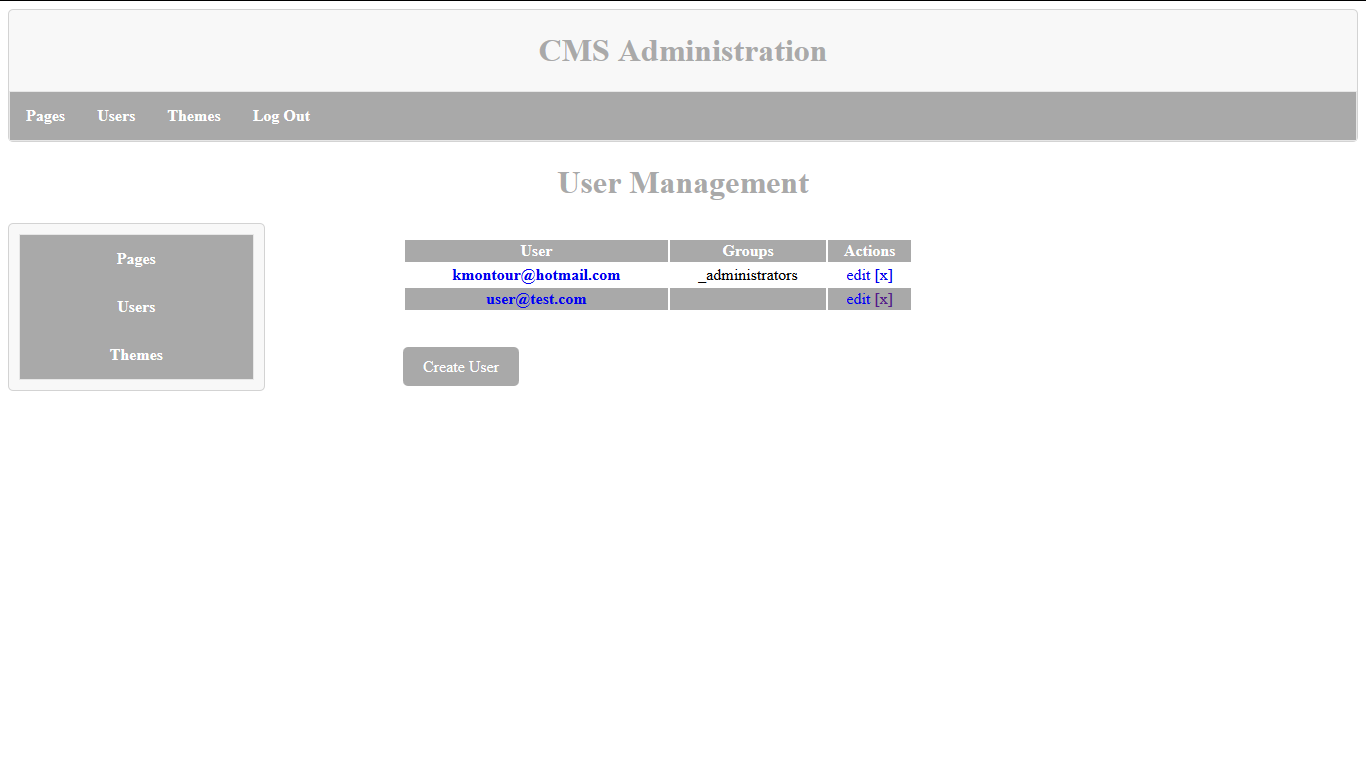 CMS Administration
Pages Users Themes Log Out
User Management
Pages
Users
Themes
User Groups Actions
kmontour@hotmail.com _administrators edit [x]
user@test.com edit [x]
Create User